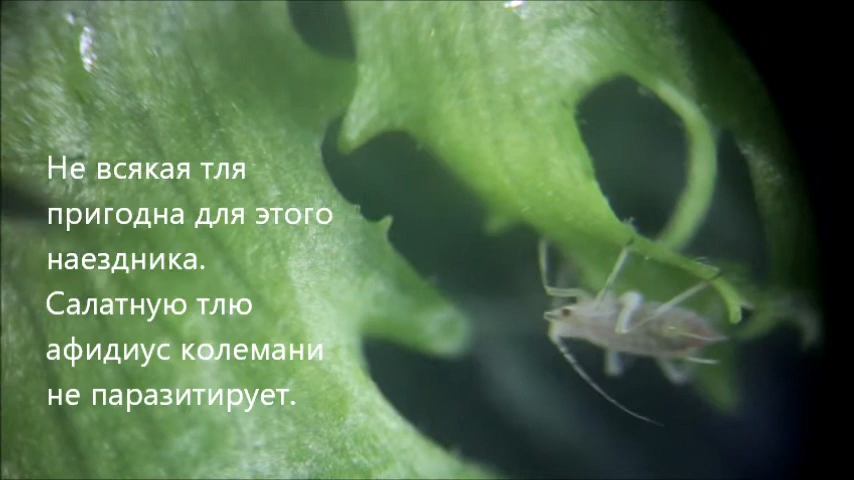 Не всякая тля
пригодна для этого
наездника.
Салатную тлю
афидиус колемани
не паразитирует.